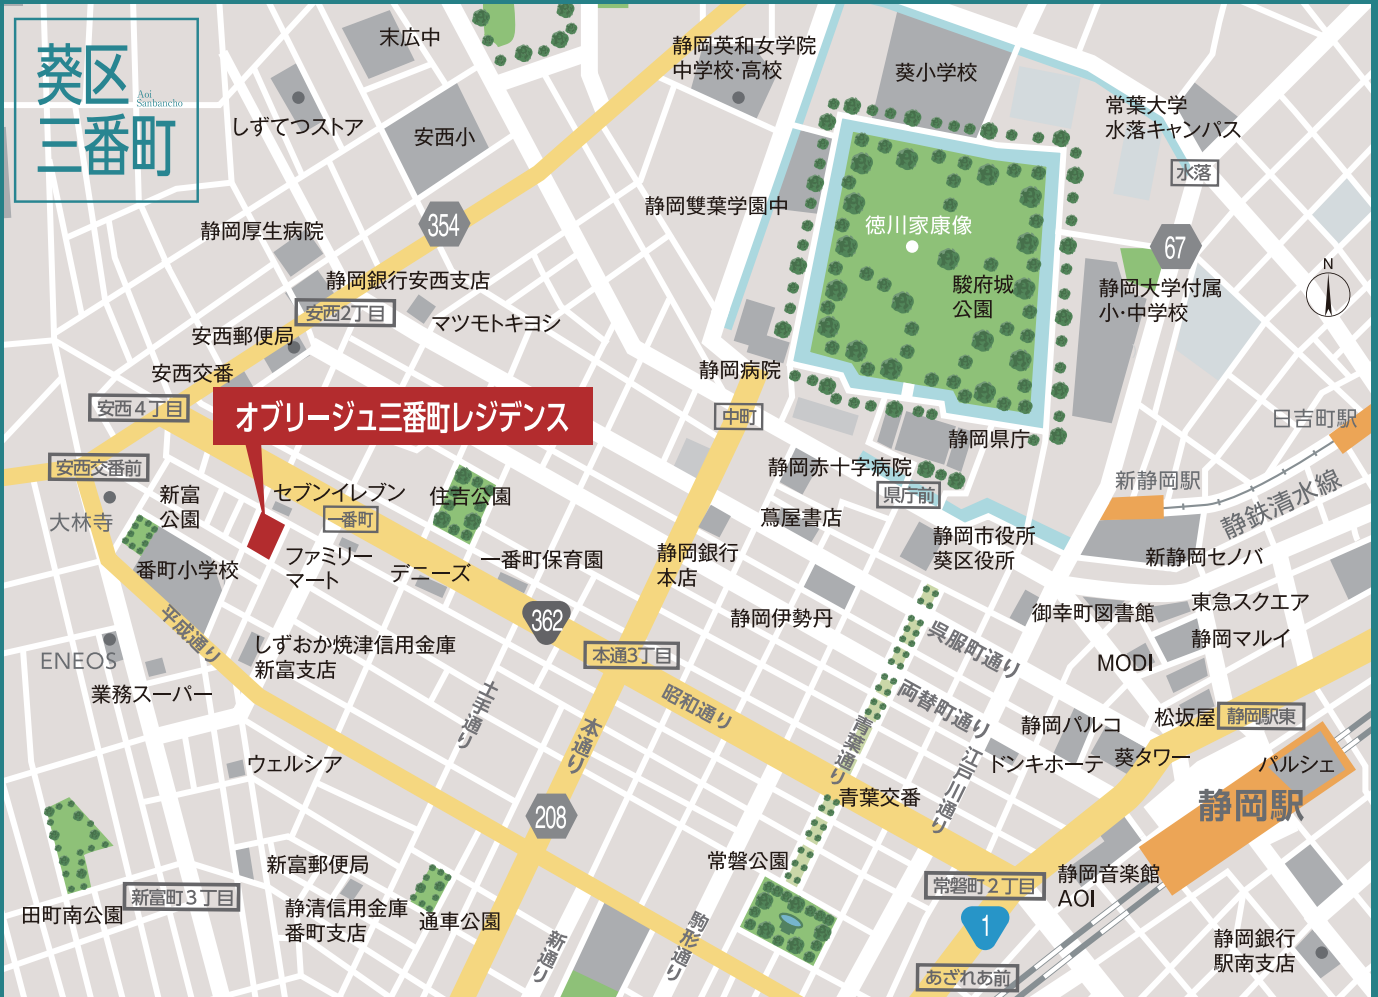 葵区
Aoi
Sanbancho
三番町
末広中
しずてつストア
安西小
静岡英和女学院
中学校・高校
葵小学校
常葉大学
水落キャンパス
水落
静岡厚生病院
354
静岡雙葉学園中
徳川家康像
67
静岡銀行安西支店
駿府城
公園
静岡大学付属
小・中学校
N
安西2丁目
マツモトキヨシ
安西郵便局
安西交番
静岡病院
安西4丁目
オブリージュ三番町レジデンス
中町
日吉町駅
静岡県庁
安西交番前
静岡赤十字病院
新静岡駅
県庁前
静鉄清水線
新富
公園
セブンイレブン
住吉公園
大林寺
一番町
蔦屋書店
静岡市役所
葵区役所
ファミリー
マート
番町小学校
デニーズ
一番町保育園
静岡銀行
本店
新静岡セノバ
静岡伊勢丹
御幸町図書館
東急スクエア
362
平成通り
静岡マルイ
呉服町通り
しずおか焼津信用金庫
新富支店
ENEOS
本通3丁目
MODI
業務スーパー
土手通り
昭和通り
両替町通り
静岡パルコ
松坂屋
静岡駅東
本通り
青葉通り
江戸川通り
ドンキホーテ
葵タワー
パルシェ
ウェルシア
静岡駅
青葉交番
208
新富郵便局
常磐公園
静岡音楽館
AOI
常磐町2丁目
新富町3丁目
田町南公園
静清信用金庫
番町支店
通車公園
1
新通り
駒形通り
静岡銀行
駅南支店
あざれあ前